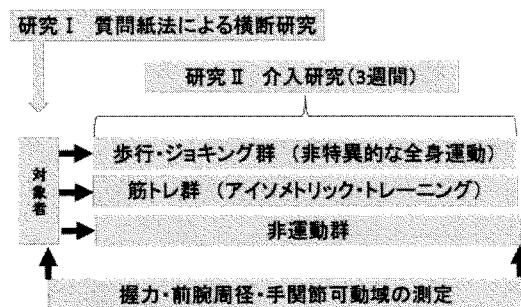 研究Ⅰ 質問紙法による横断研究
研究Ⅱ 介入研究(3週間)
対象者
歩行・ジョキング群 (非特異的な全身運動)
筋トレ群 (アイソメトリック・トレーニング)
非運動群
握力・前腕周径・手関節可動域の測定